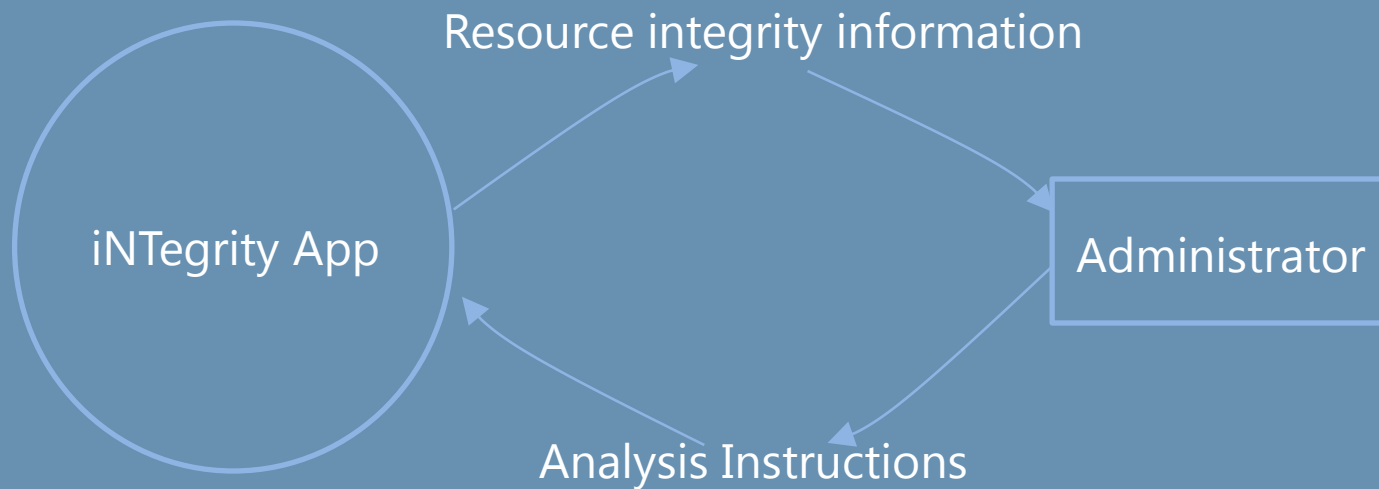 Resource integrity information
iNTegrity App
Administrator
Analysis Instructions